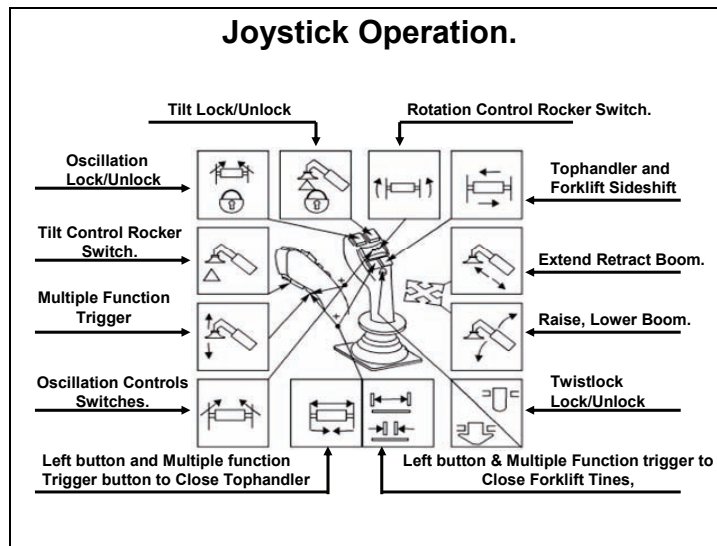 Joystick Operation.
Tilt Lock/Unlock
Rotation Control Rocker Switch.
Oscillation
Lock/Unlock
Tophandler and
Forklift Sideshift
Tilt Control Rocker
Switch.
Extend Retract Boom.
Multiple Function
Trigger
Raise, Lower Boom.
Oscillation Controls
Switches.
Twistlock
Lock/Unlock
Left button and Multiple function
Trigger button to Close Tophandler
Left button & Multiple Function trigger to
Close Forklift Tines,